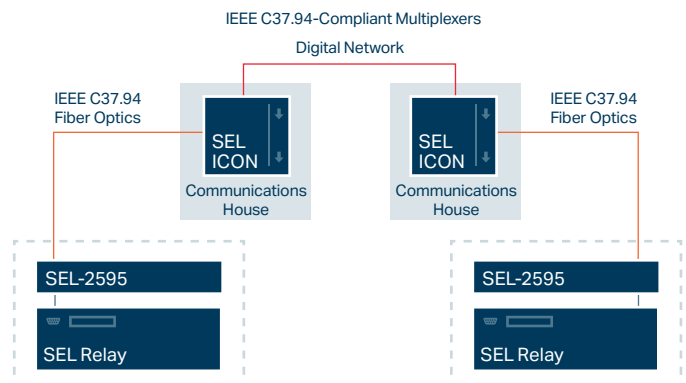 IEEE C37.94-Compliant Multiplexers
Digital Network
IEEE C37.94
Fiber Optics
IEEE C37.94
Fiber Optics
SEL
ICON
SEL
ICON
Communications
House
Communications
House
SEL-2595
SEL-2595
SEL Relay
SEL Relay